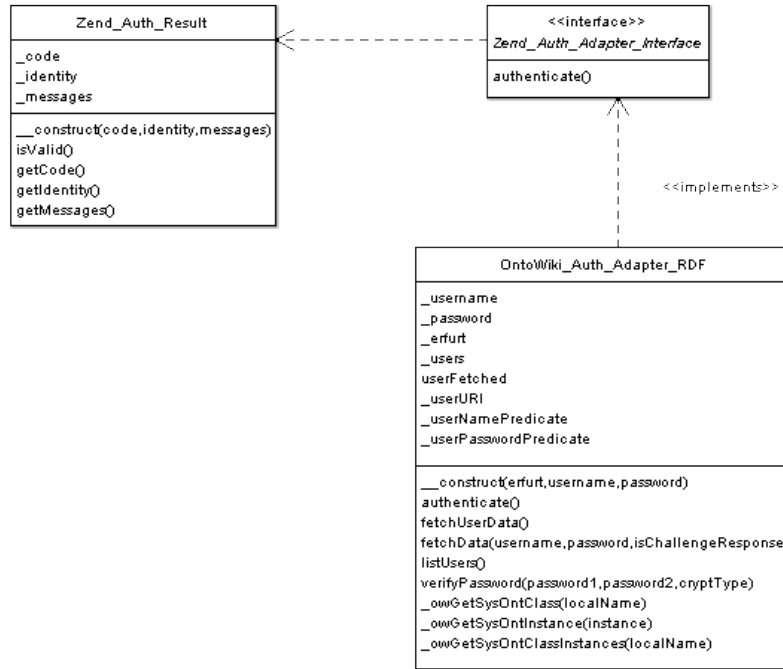 Zend_Auth_Result
_code
_identity
_messages
__construct(code,identity,messages)
isValid()
getCode()
getIdentity()
getMessages()
<<interface>>
Zend_Auth_Adapter_Interface
authenticate()
<<implements>>
OntoWiki_Auth_Adapter_RDF
_username
_password
_erfurt
_users
userFetched
_userURI
_userNamePredicate
_userPasswordPredicate
__construct(erfurt,username,password)
authenticate()
fetchUserData()
fetchData(username,password,isChallengeResponse
listUsers()
verifyPassword(password1,password2,cryptType)
_owGetSysOntClass(localName)
_owGetSysOntInstance(instance)
_owGetSysOntClassInstances(localName)